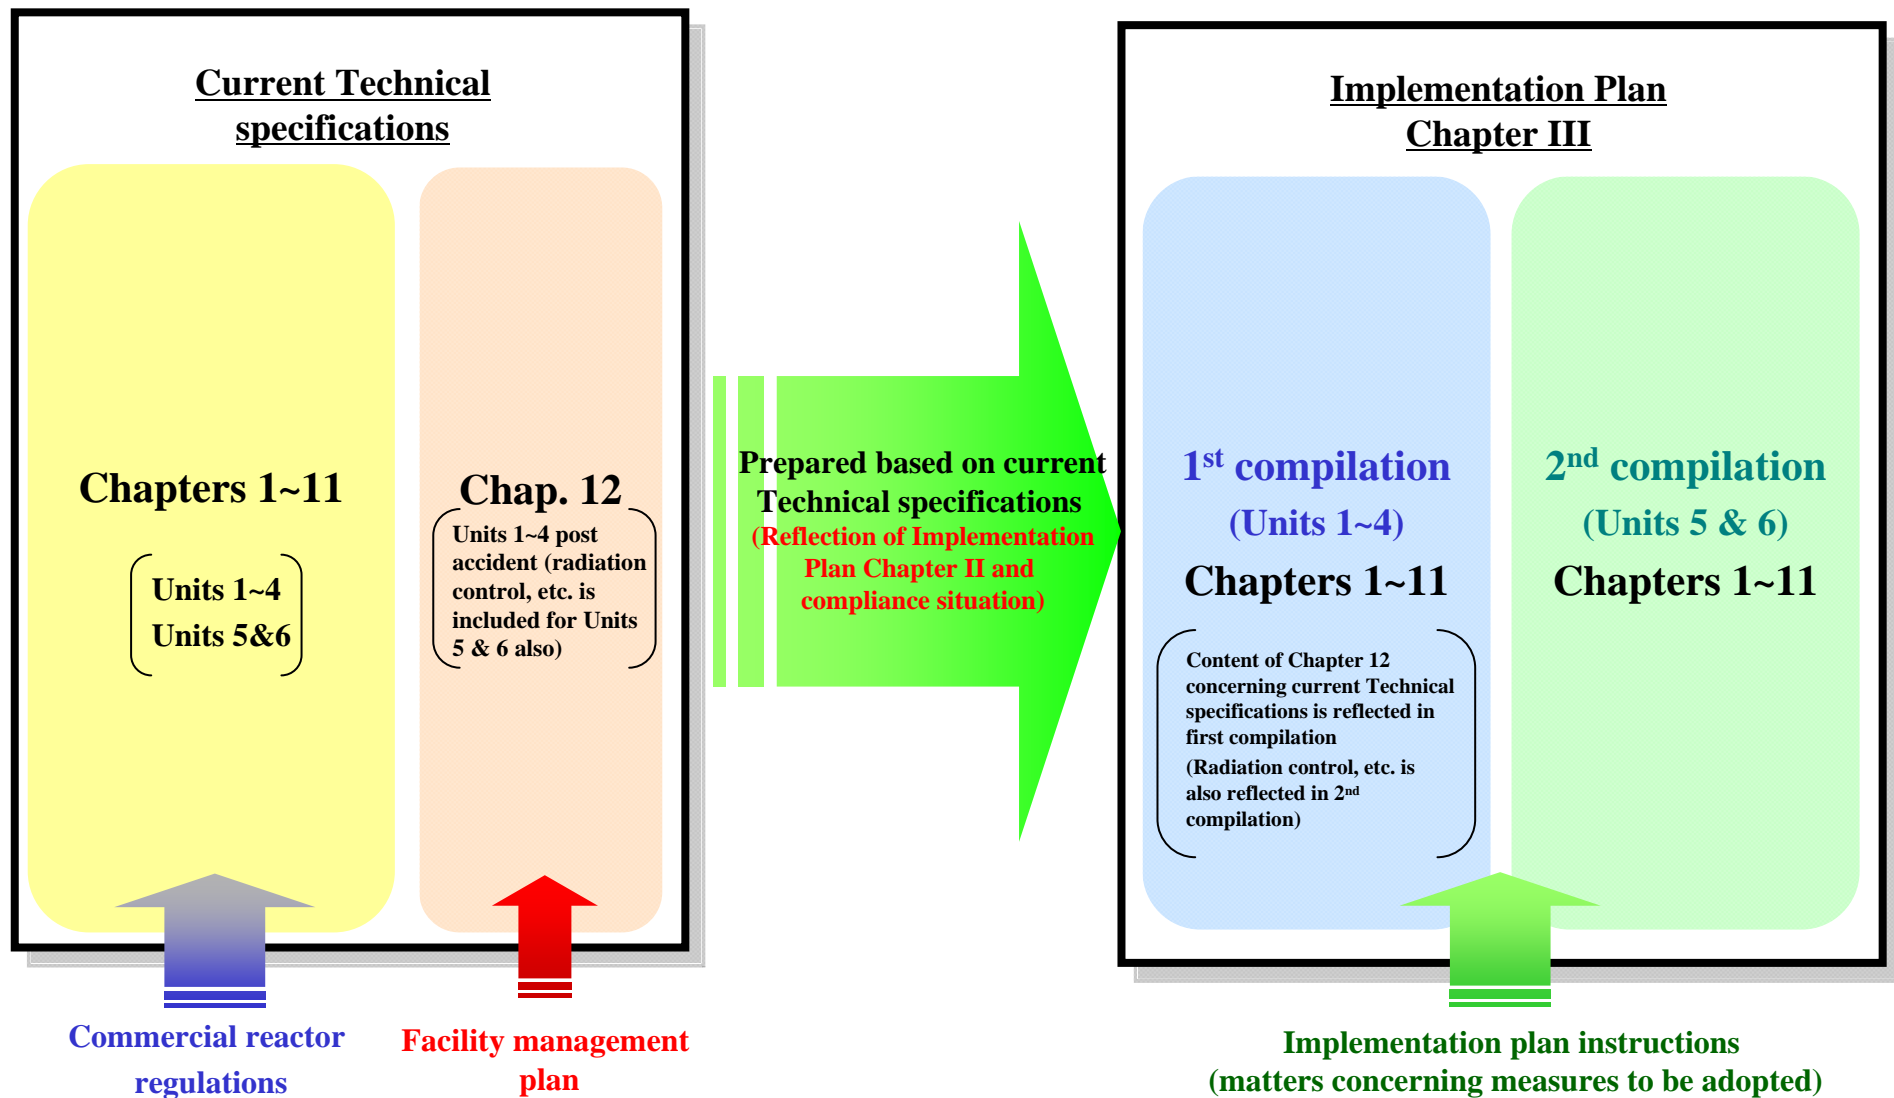 Current Technical
specifications
Chapters 1~11
Units 1~4
Units 5&6
Chap. 12
Units 1~4 post
accident (radiation
control, etc. is
included for Units
5 & 6 also)
Commercial reactor
regulations
Facility management
plan
Prepared based on current
Technical specifications
(Reflection of Implementation
Plan Chapter II and
compliance situation)
Implementation Plan
Chapter III
1st compilation
(Units 1~4)
Chapters 1~11
Content of Chapter 12
concerning current Technical
specifications is reflected in
first compilation
(Radiation control, etc. is
also reflected in 2nd
compilation)
2nd compilation
(Units 5 & 6)
Chapters 1~11
Implementation plan instructions
(matters concerning measures to be adopted)